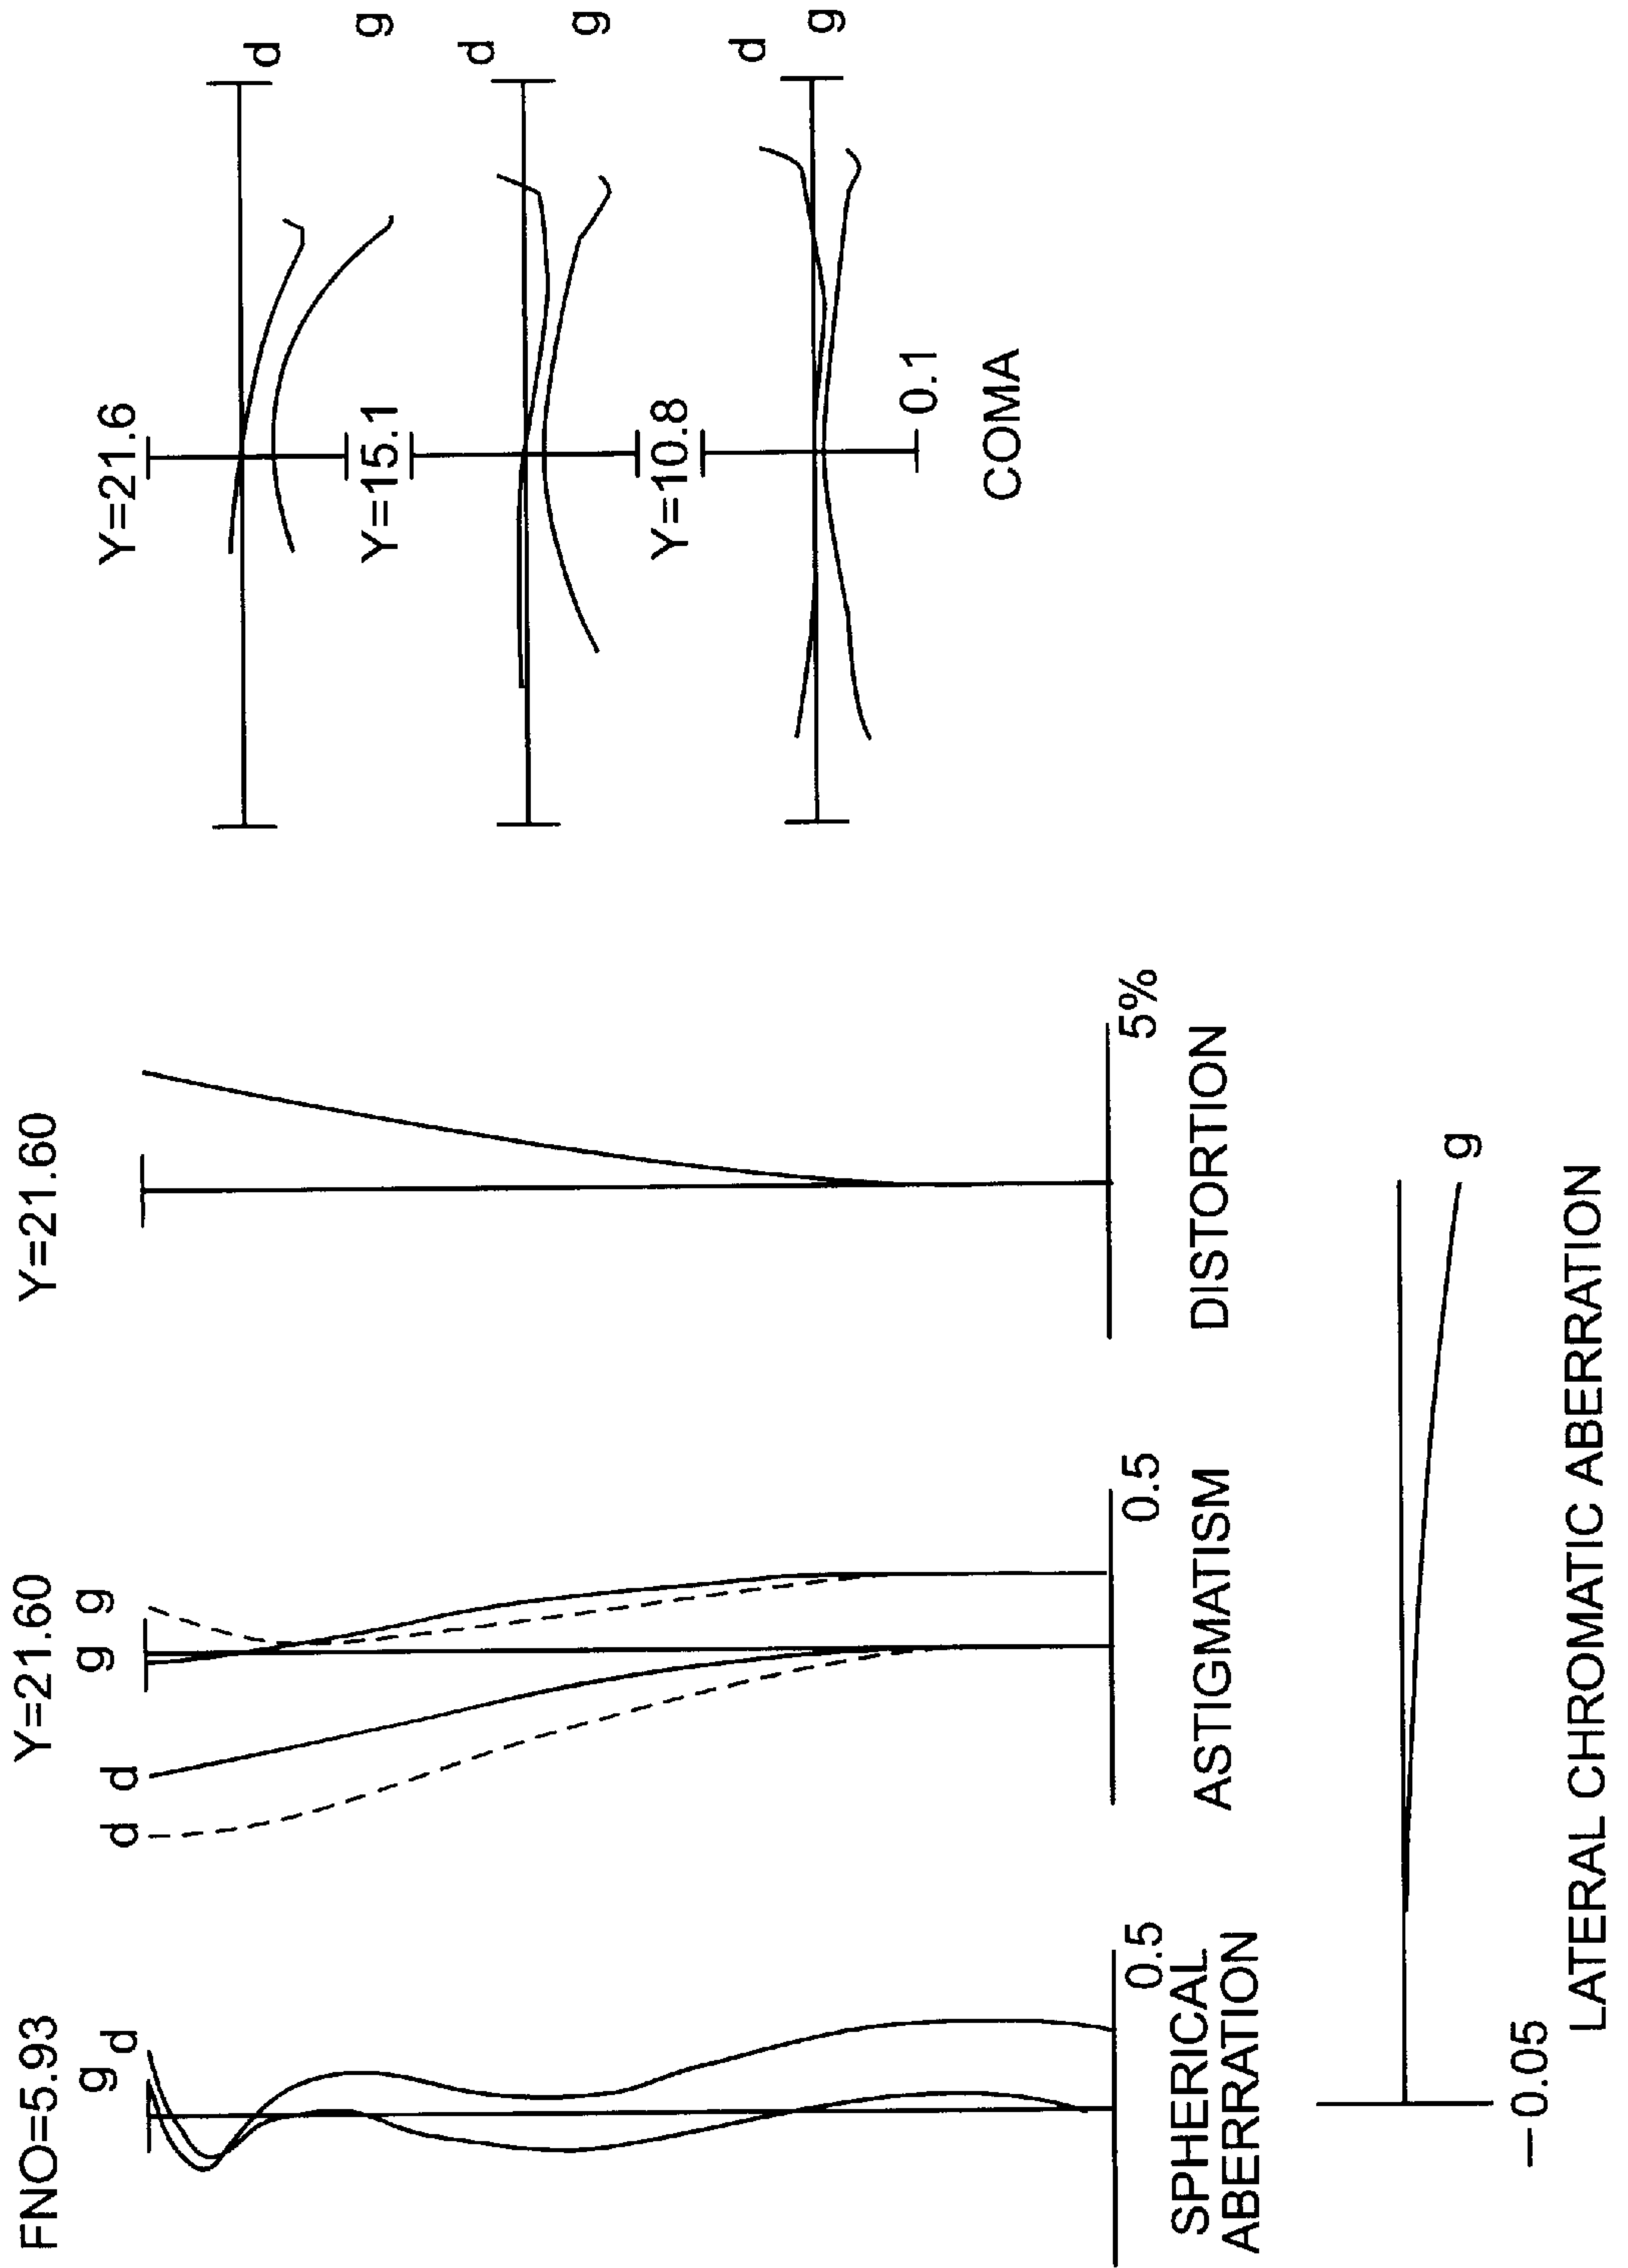 FNO=5.93
g
d
0.5
SPHERICAL
ABERRATION
Y=21.60
d
d
g
g
0.5
ASTIGMATISM
Y=21.60
5%
DISTORTION
Y=21.6
d
g
Y=15.1
d
g
Y=10.8
d
g
0.1
COMA
g
−0.05
LATERAL CHROMATIC ABERRATION